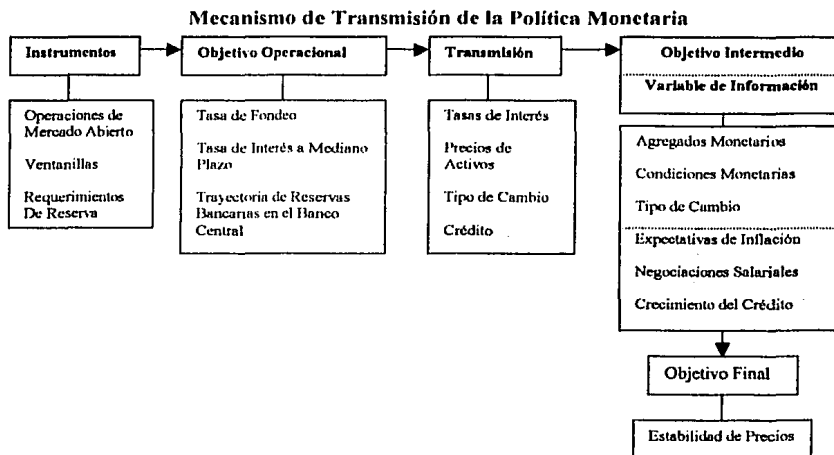 Mecanismo de Transmisión de la Política Monetaria
Instrumentos
Operaciones de
Mercado Abierto
Ventanillas
Requerimientos
De Reserva
Objetivo Operacional
Tasa de Fondeo
Tasa de Interés a Mediano
Plazo
Trayectoria de Reservas
Bancarias en el Banco
Central
Transmisión
Tasas de Interés
Precios de
Activos
Tipo de Cambio
Crédito
Objetivo Intermedio
Variable de Información
Agregados Monetarios
Condiciones Monetarias
Tipo de Cambio
Expectativas de Inflación
Negociaciones Salariales
Crecimiento del Crédito
Objetivo Final
Estabilidad de Precios